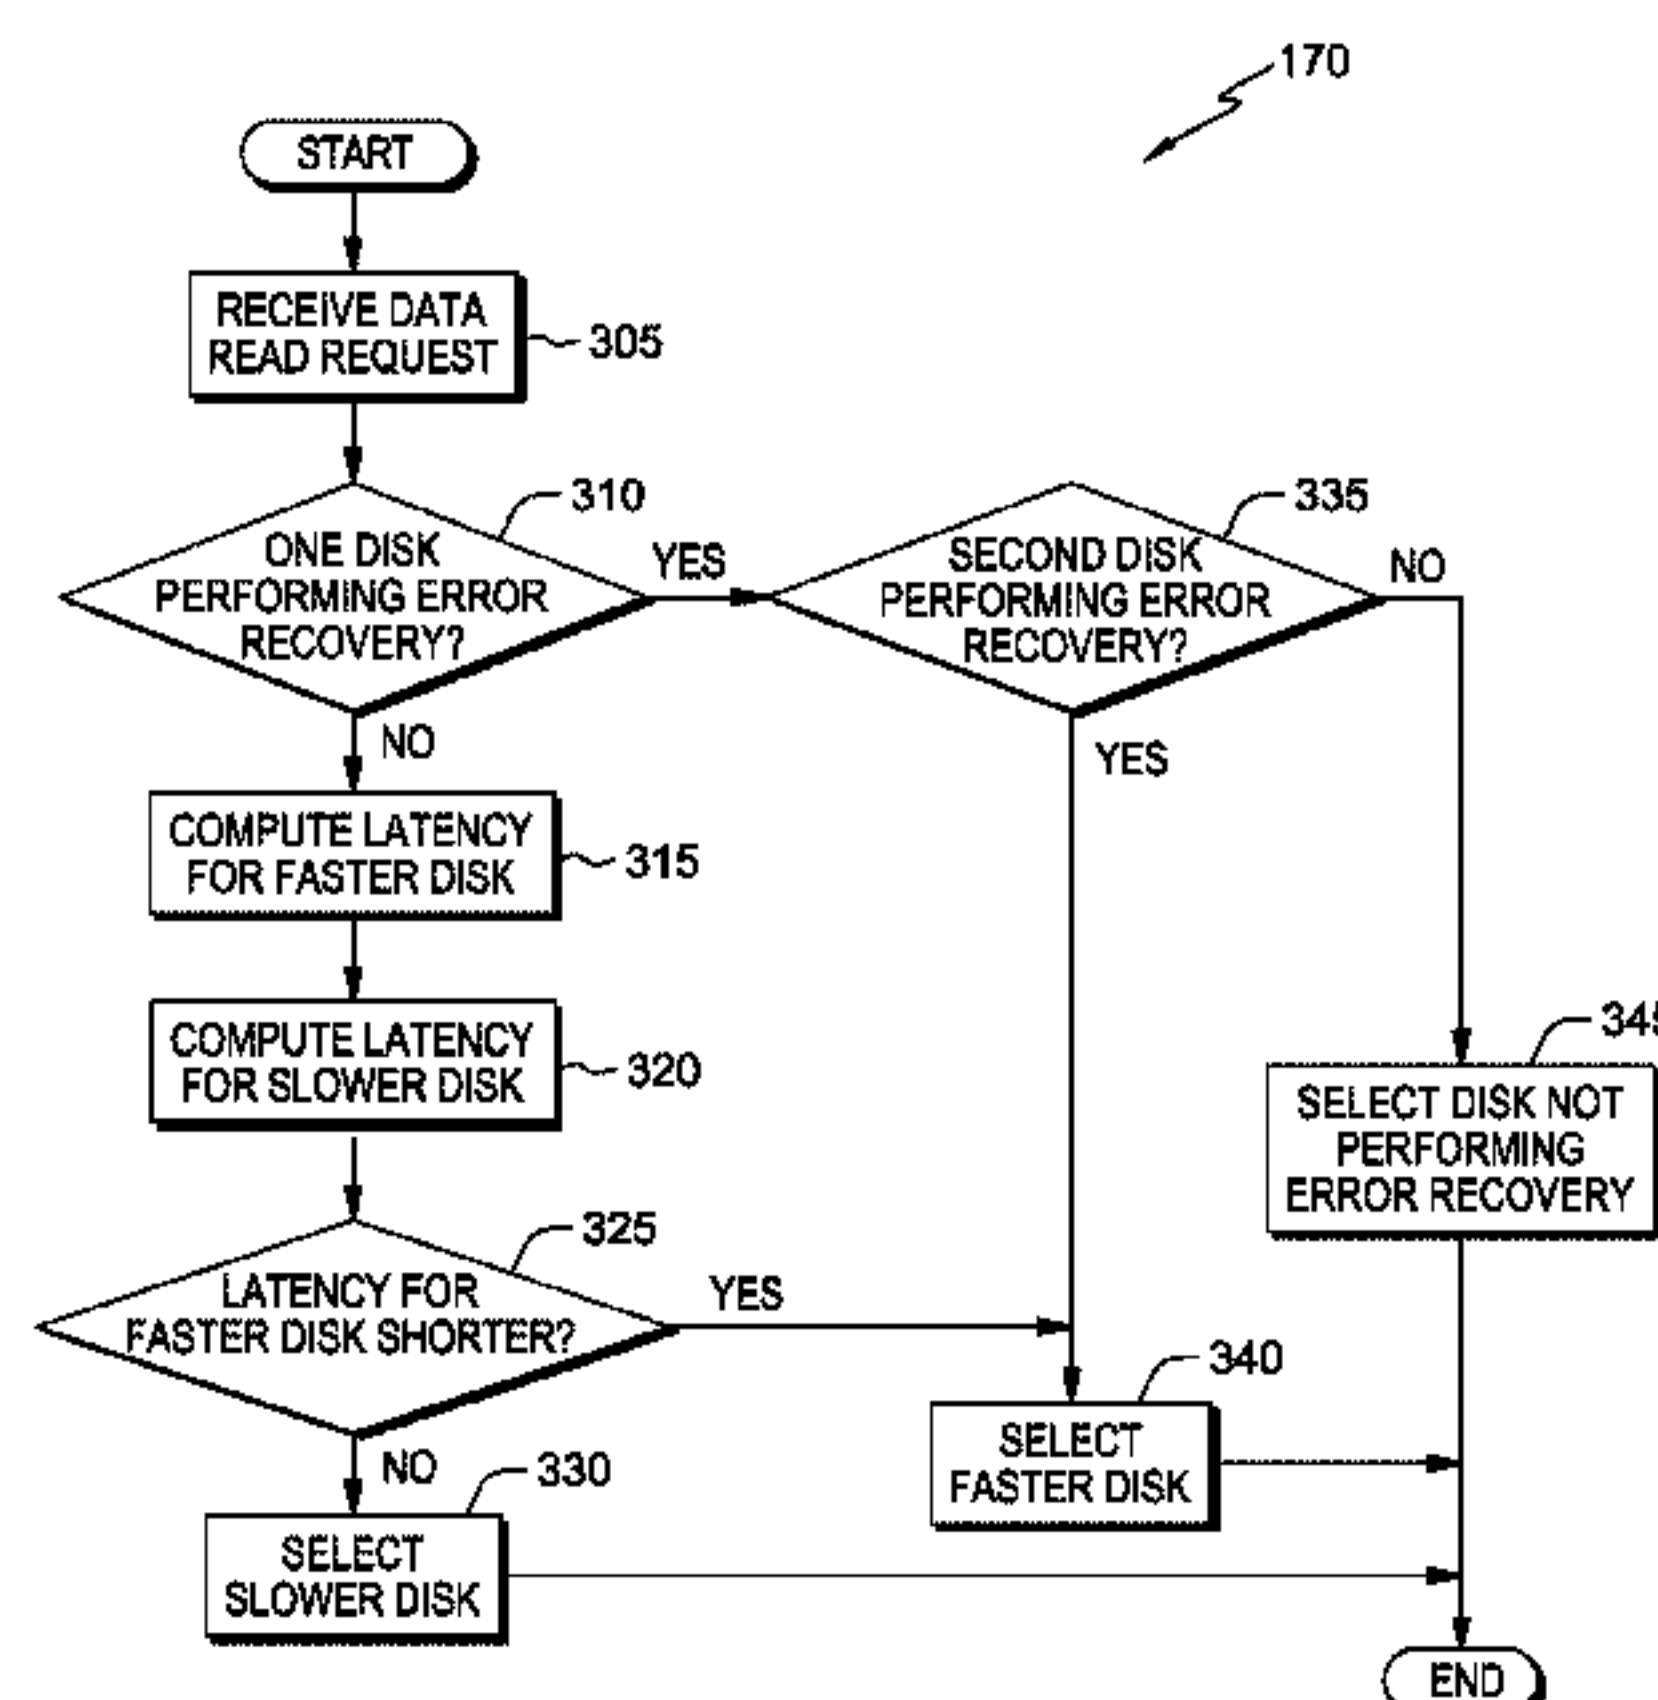 170
START
RECEIVE DATA
READ REQUEST
305
310
ONE DISK
PERFORMING ERROR
RECOVERY?
YES
335
SECOND DISK
PERFORMING ERROR
RECOVERY?
NO
NO
YES
COMPUTE LATENCY
FOR FASTER DISK
315
COMPUTE LATENCY
FOR SLOWER DISK
320
345
SELECT DISK NOT
PERFORMING
ERROR RECOVERY
325
LATENCY FOR
FASTER DISK SHORTER?
YES
340
SELECT
FASTER DISK
NO
330
SELECT
SLOWER DISK
END